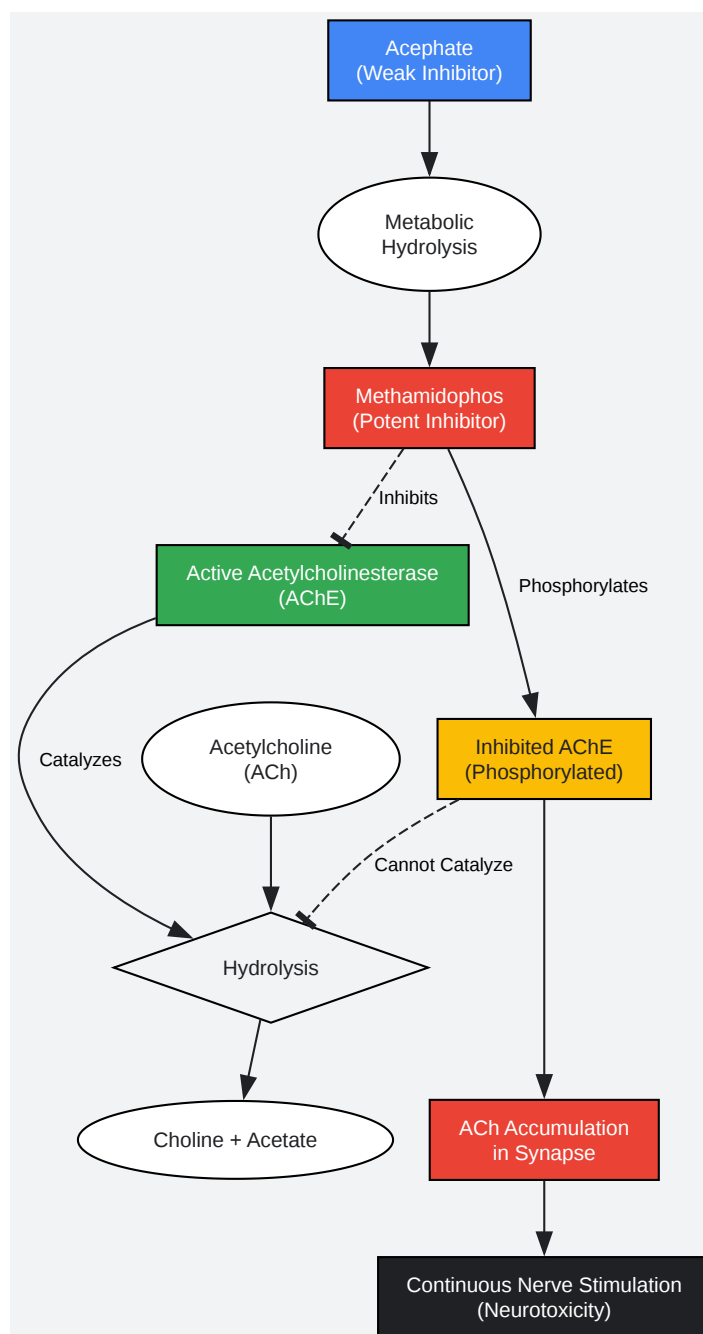 Acephate
(Weak Inhibitor)
Metabolic
Hydrolysis
Methamidophos
(Potent Inhibitor)
Inhibits
Active Acetylcholinesterase
(AChE)
Phosphorylates
Acetylcholine
(ACh)
Inhibited AChE
(Phosphorylated)
Catalyzes
Cannot Catalyze
Hydrolysis
Choline + Acetate
ACh Accumulation
in Synapse
Continuous Nerve Stimulation
(Neurotoxicity)